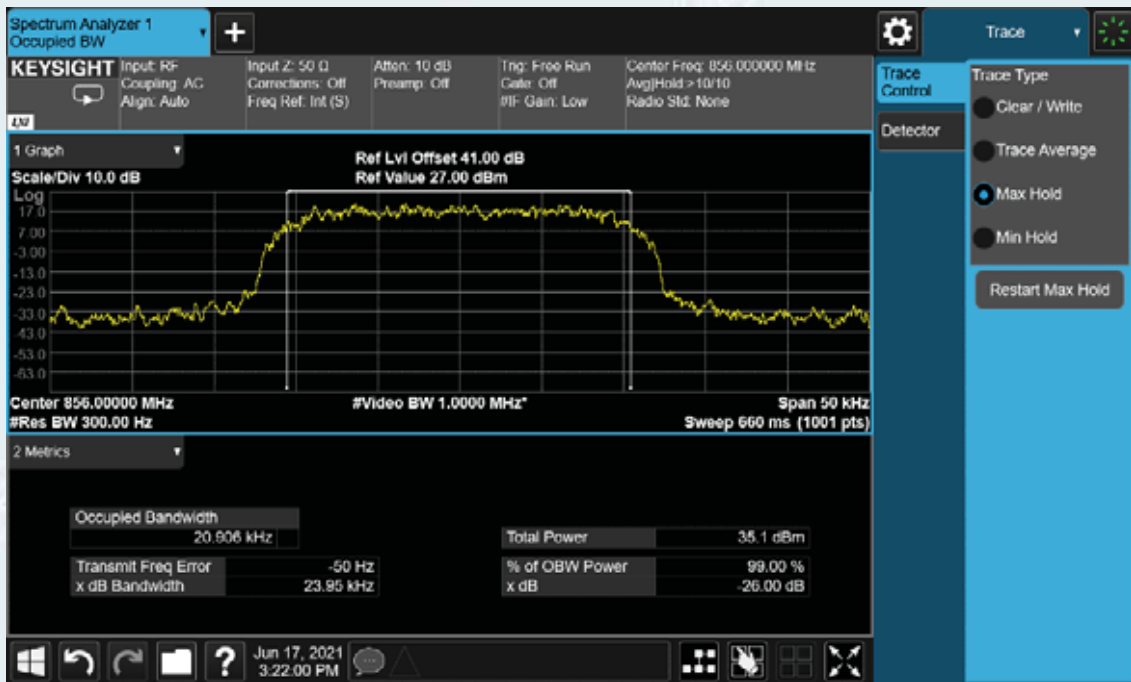 Spectrum Analyzer 1
Occupied BW
+
Trace
KEYSIGHT
Input: RF
Coupling: AC
Align: Auto
Input Z: 50 Ω
Corrections: Off
Freq Ref: Int (S)
Atten: 10 dB
Preamp: Off
Trig: Free Run
Gate: Off
#IF Gain: Low
Center Freq: 856.000000 MHz
Avg|Hold > 10/10
Radio Std: None
LXI
Trace
Control
Detector
Trace Type
Clear / Write
Trace Average
Max Hold
Min Hold
Restart Max Hold
1 Graph
Scale/Div 10.0 dB
Ref Lvl Offset 41.00 dB
Ref Value 27.00 dBm
Log
17.0
7.00
-3.00
-13.0
-23.0
-33.0
-43.0
-53.0
-63.0
Center 856.00000 MHz
#Video BW 1.0000 MHz*
Span 50 kHz
#Res BW 300.00 Hz
Sweep 660 ms (1001 pts)
2 Metrics
Occupied Bandwidth
20.906 kHz
Total Power 35.1 dBm
Transmit Freq Error -50 Hz
% of OBW Power 99.00 %
x dB Bandwidth 23.95 kHz
x dB -26.00 dB
?
Jun 17, 2021
3:22:00 PM